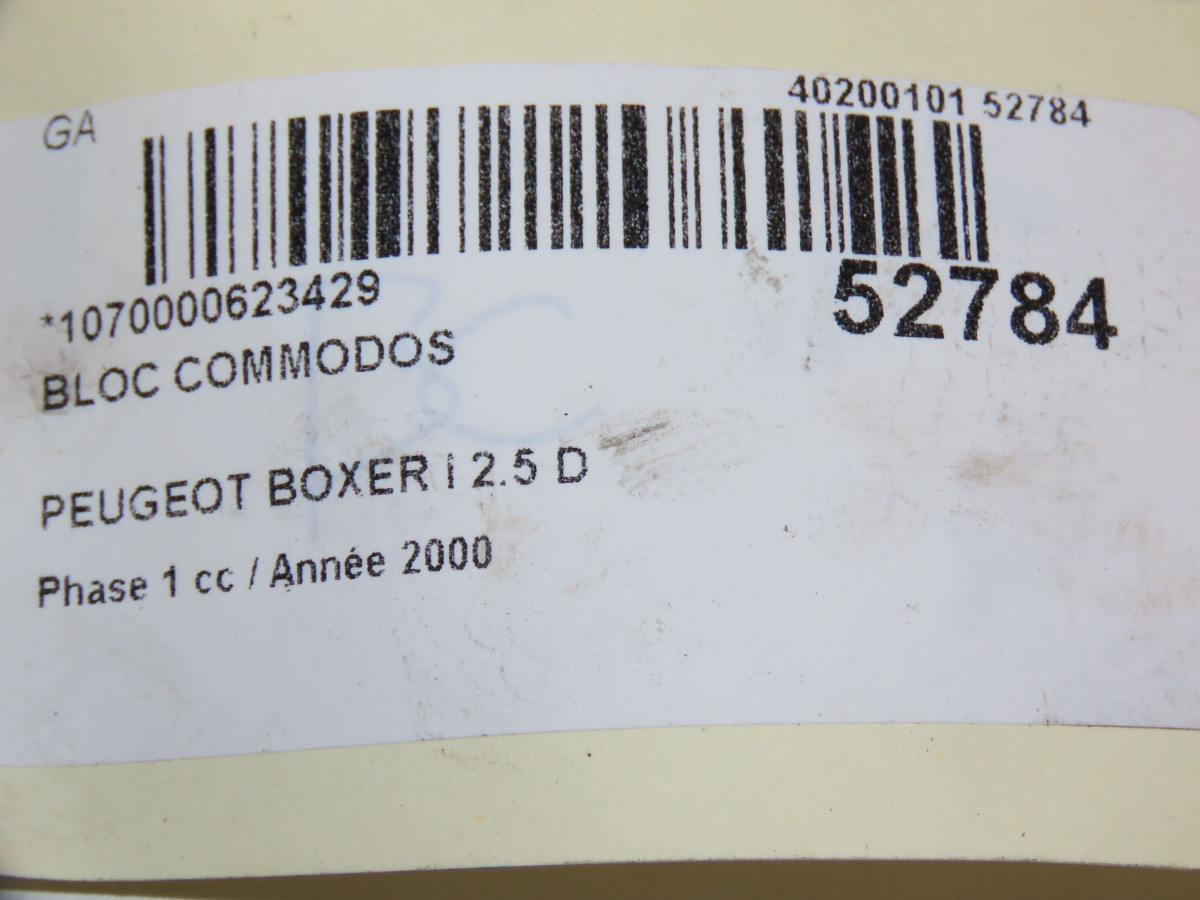 GA
40200101 52784
*1070000623429
52784
BLOC COMMODOS
PEUGEOT BOXER I 2.5 D
Phase 1 cc / Année 2000